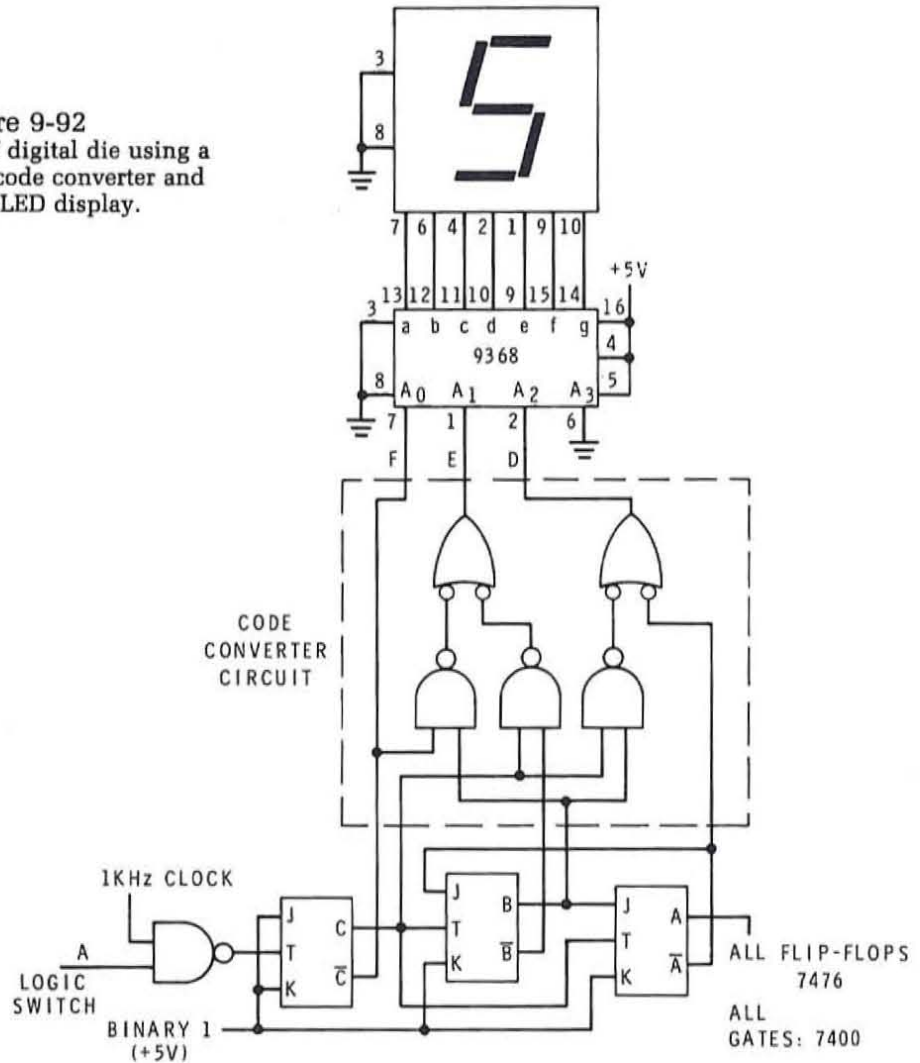 re 9-92
digital die using a
code converter and
LED display.
3
8
7 6 4 2 1 9 10
+5V
13 12 11 10 9 15 14
3 a b c d e f g 16
9368
4
8 A0 A1 A2 A3 5
7 1 2 6
F E D
CODE
CONVERTER
CIRCUIT
1KHz CLOCK
A
LOGIC
SWITCH
J
T C
K C̅
J
T B
K B̅
J
T A
K A̅
BINARY 1
(+5V)
ALL FLIP-FLOPS
7476
ALL
GATES: 7400